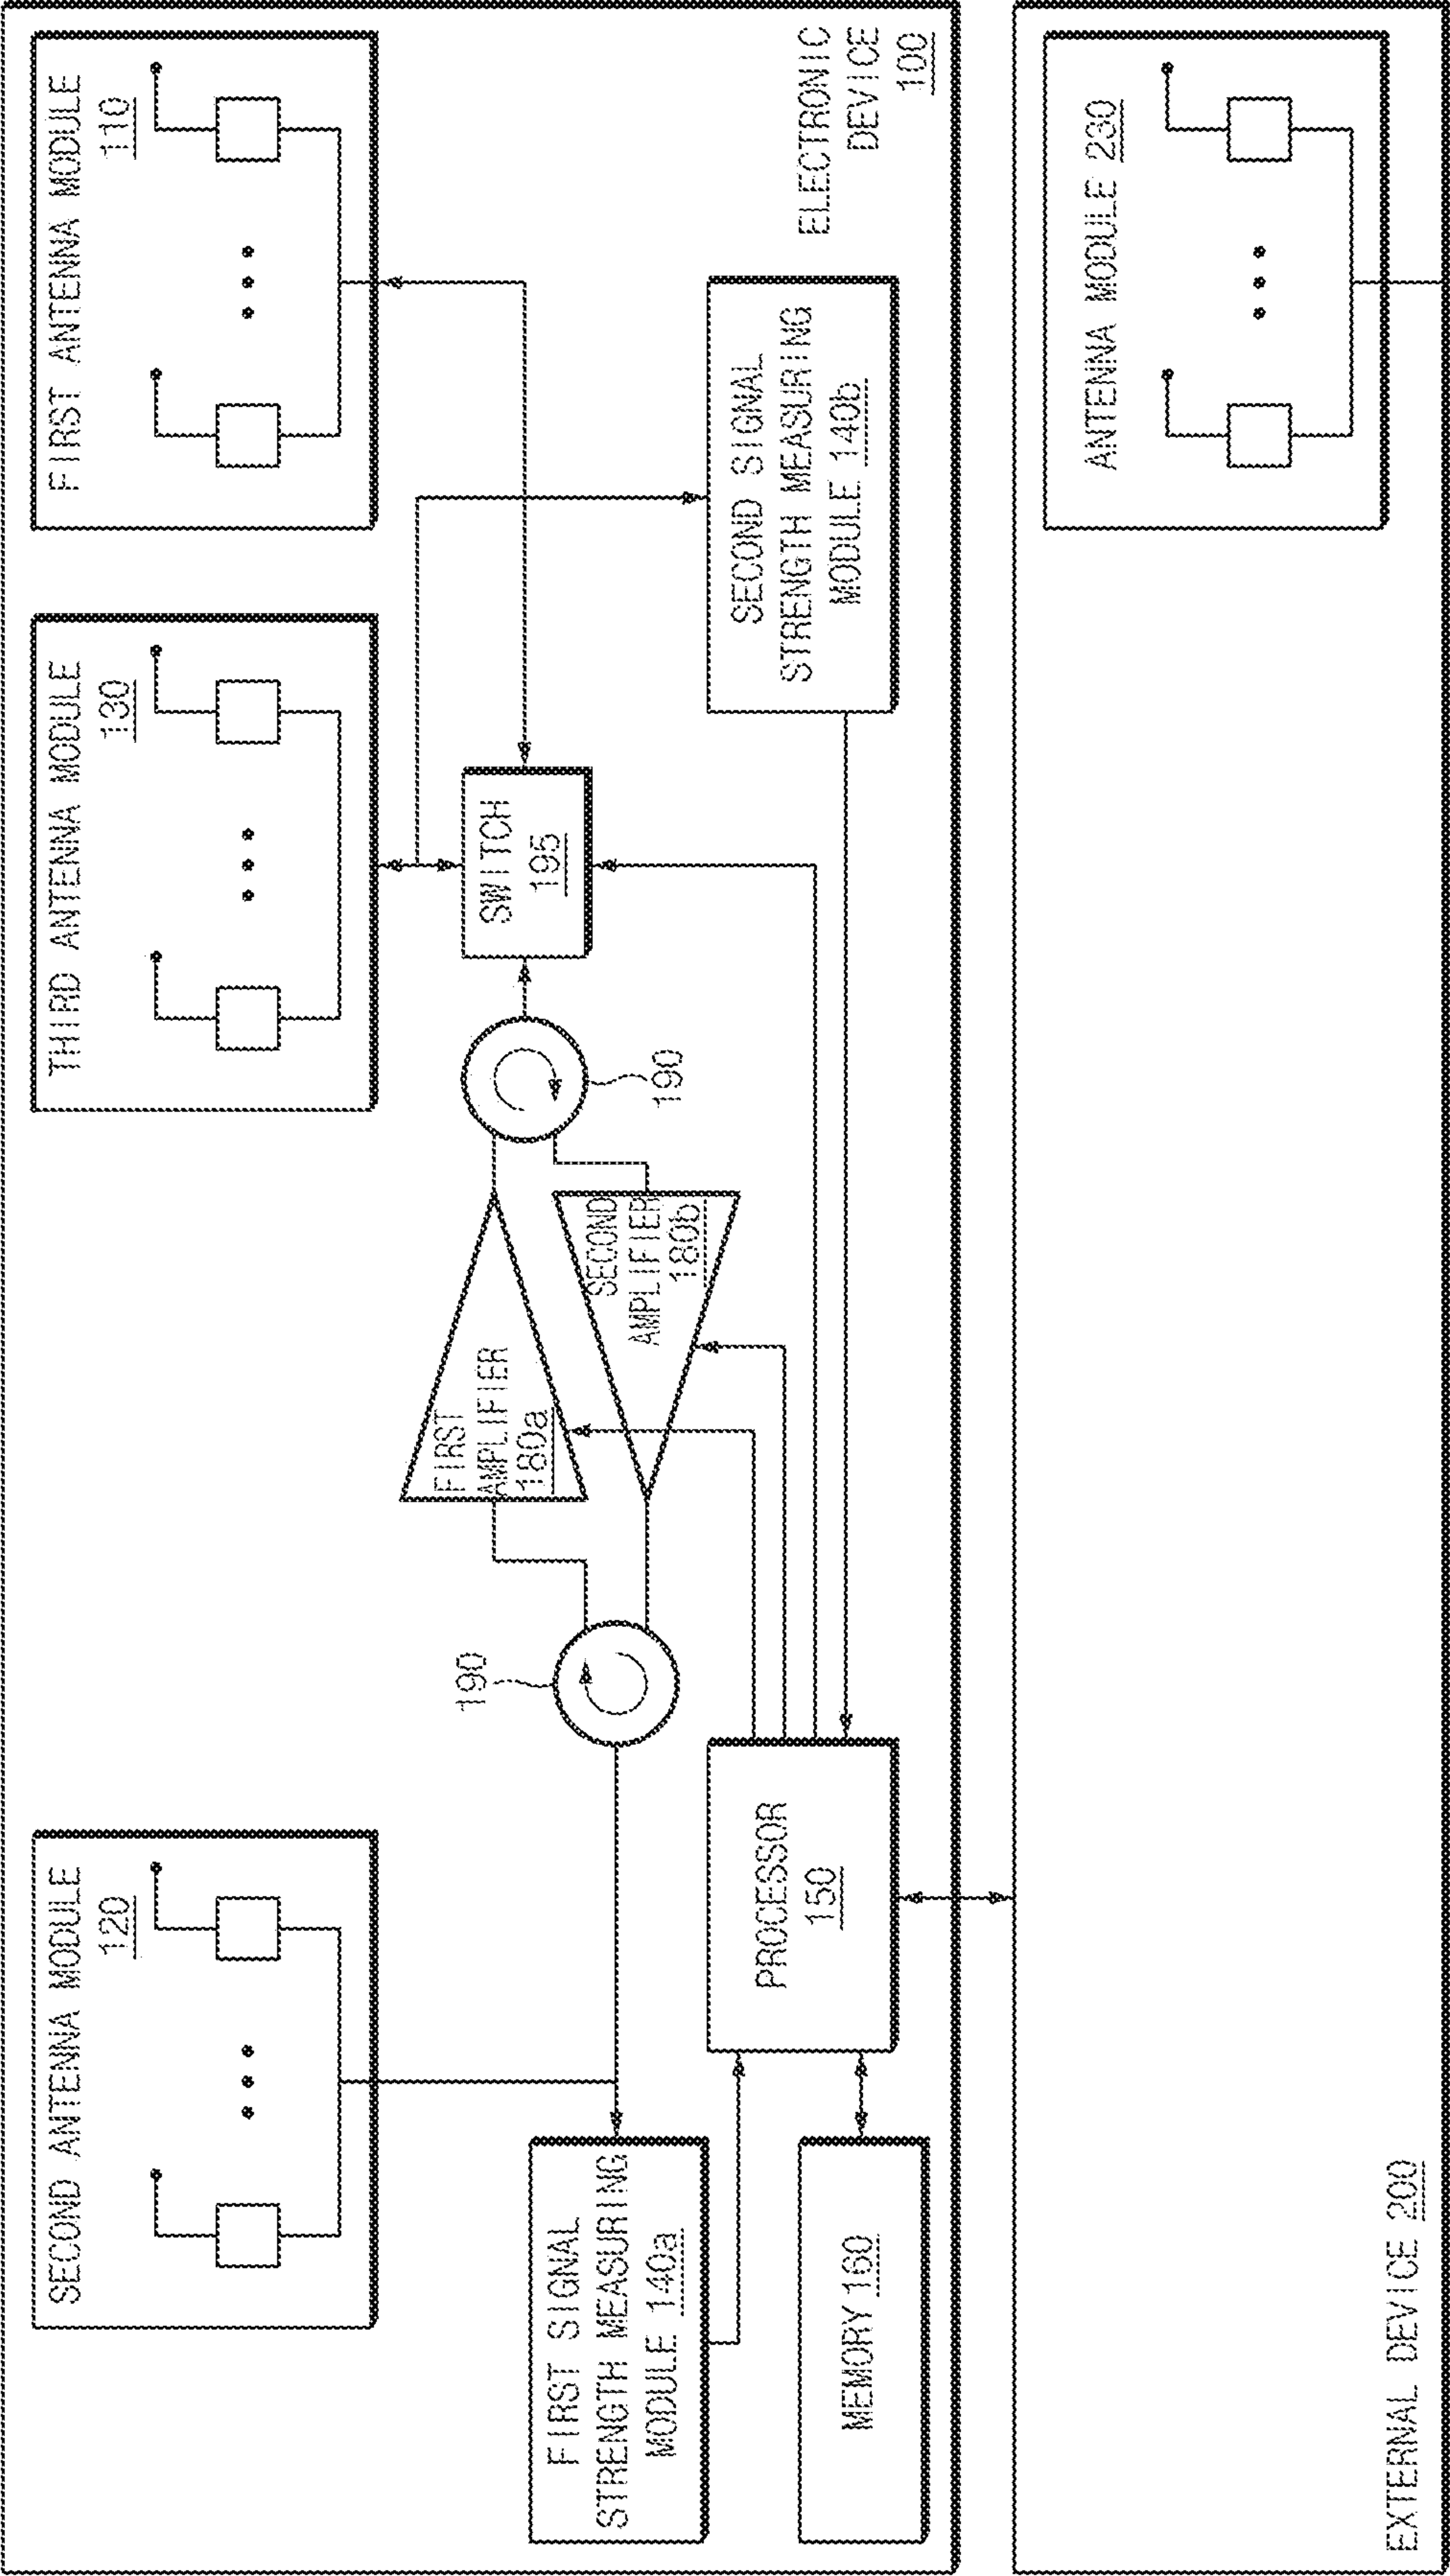 SECOND ANTENNA MODULE
120
THIRD ANTENNA MODULE
130
FIRST ANTENNA MODULE
110
FIRST SIGNAL
STRENGTH MEASURING
MODULE 140a
190
FIRST
AMPLIFIER
180a
SECOND
AMPLIFIER
180b
190
SWITCH
195
SECOND SIGNAL
STRENGTH MEASURING
MODULE 140b
MEMORY 160
PROCESSOR
150
ELECTRONIC
DEVICE
100
ANTENNA MODULE 230
EXTERNAL DEVICE 200